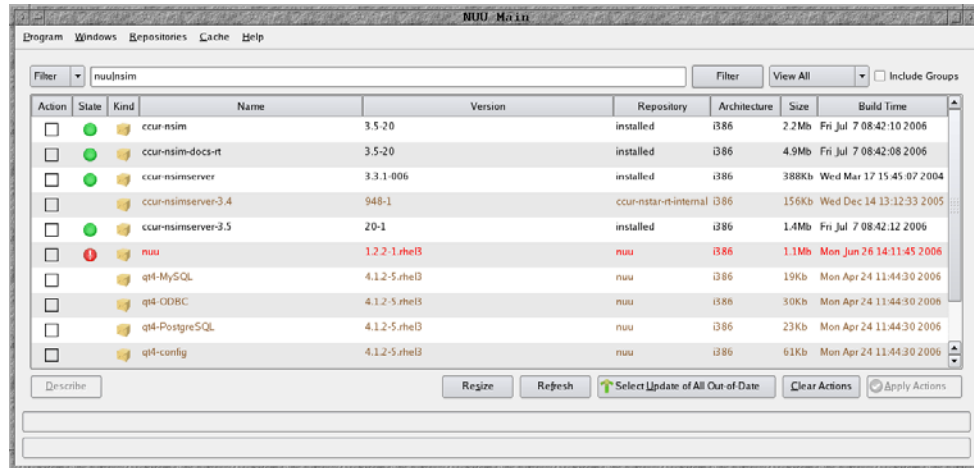 NUU Main
Program Windows Repositories Cache Help
Filter nuu|nsim Filter View All Include Groups
Action State Kind Name Version Repository Architecture Size Build Time
ccur-nsim 3.5-20 installed i386 2.2Mb Fri Jul 7 08:42:10 2006
ccur-nsim-docs-rt 3.5-20 installed i386 4.9Mb Fri Jul 7 08:42:08 2006
ccur-nsimserver 3.3.1-006 installed i386 388Kb Wed Mar 17 15:45:07 2004
ccur-nsimserver-3.4 948-1 ccur-nstar-rt-internal i386 156Kb Wed Dec 14 13:12:33 2005
ccur-nsimserver-3.5 20-1 installed i386 1.4Mb Fri Jul 7 08:42:12 2006
nuu 1.2.2-1.rhel3 nuu i386 1.1Mb Mon Jun 26 14:11:45 2006
qt4-MySQL 4.1.2-5.rhel3 nuu i386 19Kb Mon Apr 24 11:44:30 2006
qt4-ODBC 4.1.2-5.rhel3 nuu i386 30Kb Mon Apr 24 11:44:30 2006
qt4-PostgreSQL 4.1.2-5.rhel3 nuu i386 23Kb Mon Apr 24 11:44:30 2006
qt4-config 4.1.2-5.rhel3 nuu i386 61Kb Mon Apr 24 11:44:30 2006
Describe Resize Refresh Select Update of All Out-of-Date Clear Actions Apply Actions